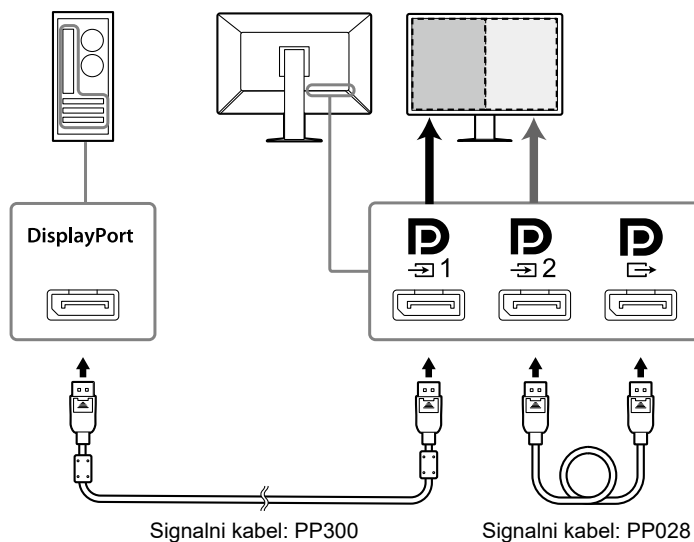 DisplayPort
1
2
Signalni kabel: PP300
Signalni kabel: PP028